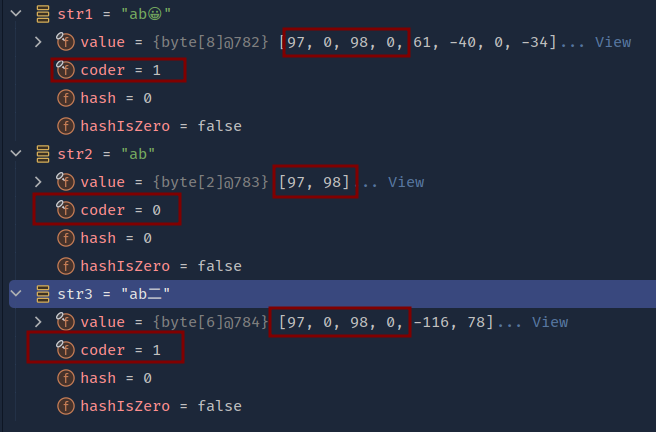 str1 = "ab😀"
value = {byte[8]@782} [97, 0, 98, 0, 61, -40, 0, -34]... View
coder = 1
hash = 0
hashIsZero = false
str2 = "ab"
value = {byte[2]@783} [97, 98]... View
coder = 0
hash = 0
hashIsZero = false
str3 = "ab二"
value = {byte[6]@784} [97, 0, 98, 0, -116, 78]... View
coder = 1
hash = 0
hashIsZero = false